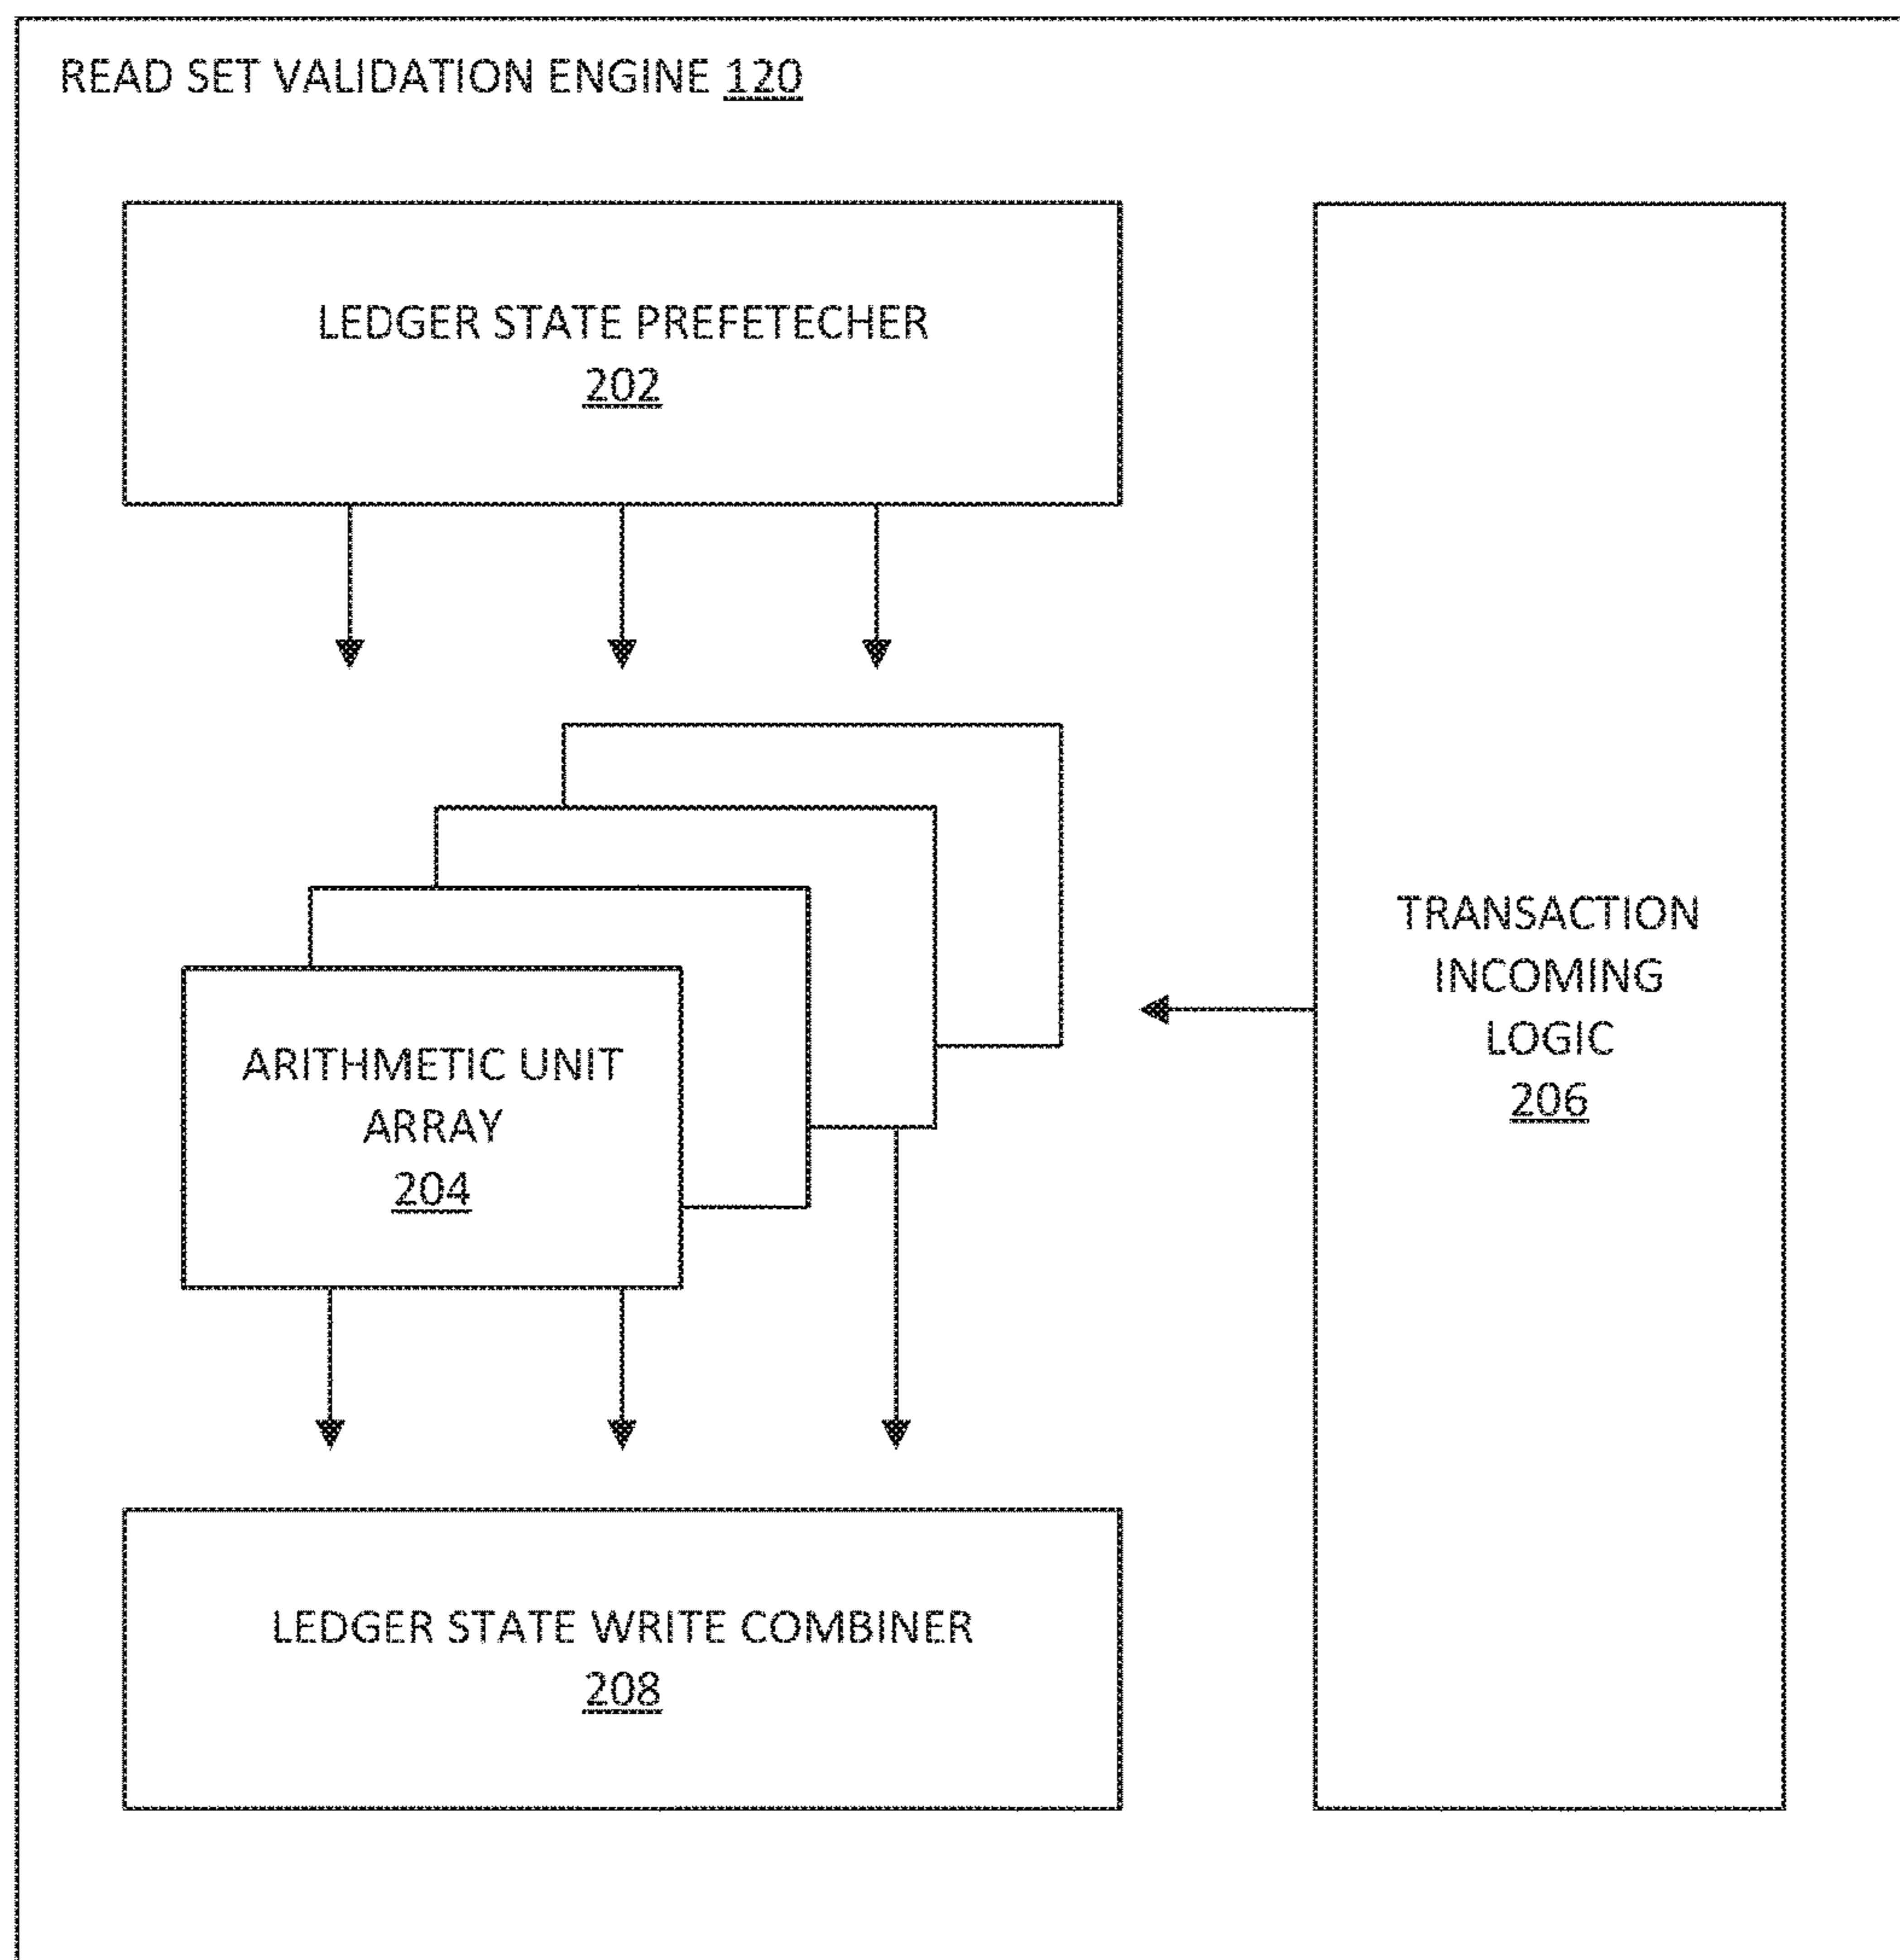 READ SET VALIDATION ENGINE 120
LEDGER STATE PREFETECHER
202
ARITHMETIC UNIT
ARRAY
204
TRANSACTION
INCOMING
LOGIC
206
LEDGER STATE WRITE COMBINER
208